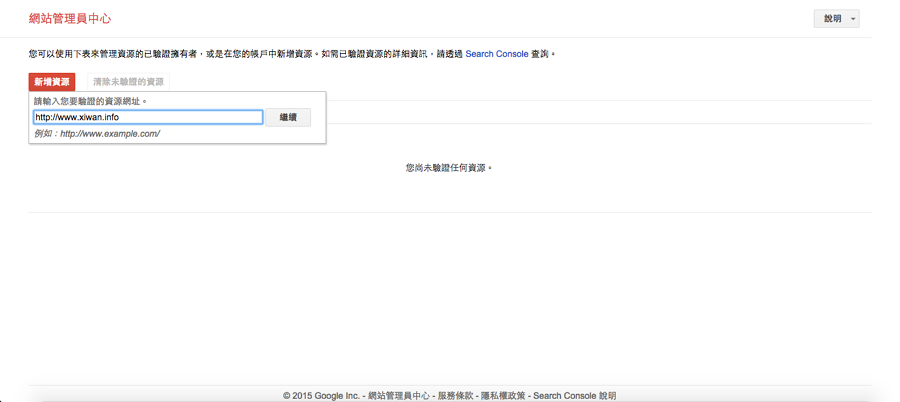 網站管理員中心
說明
您可以使用下表來管理資源的已驗證擁有者，或是在您的帳戶中新增資源。如需已驗證資源的詳細資訊，請透過 Search Console 查詢。
新增資源 清除未驗證的資源
請輸入您要驗證的資源網址。
http://www.xiwan.info 繼續
例如：http://www.example.com/
您尚未驗證任何資源。
© 2015 Google Inc. - 網站管理員中心 - 服務條款 - 隱私權政策 - Search Console 說明